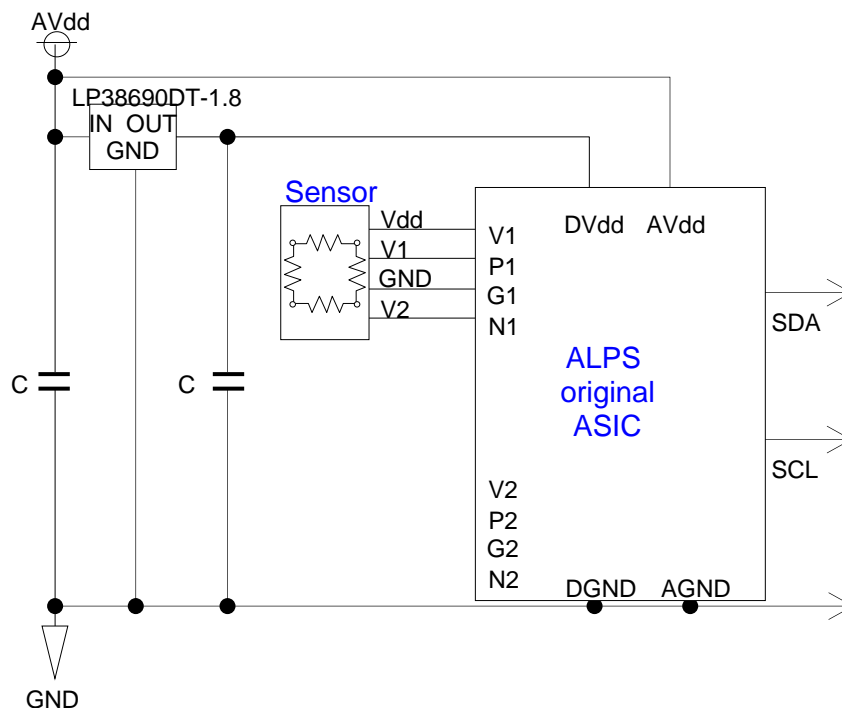 AVdd
LP38690DT-1.8
IN OUT
GND
Sensor
Vdd
V1
GND
V2
V1
P1
G1
N1
DVdd AVdd
SDA
ALPS
original
ASIC
C
C
SCL
V2
P2
G2
N2
DGND AGND
GND